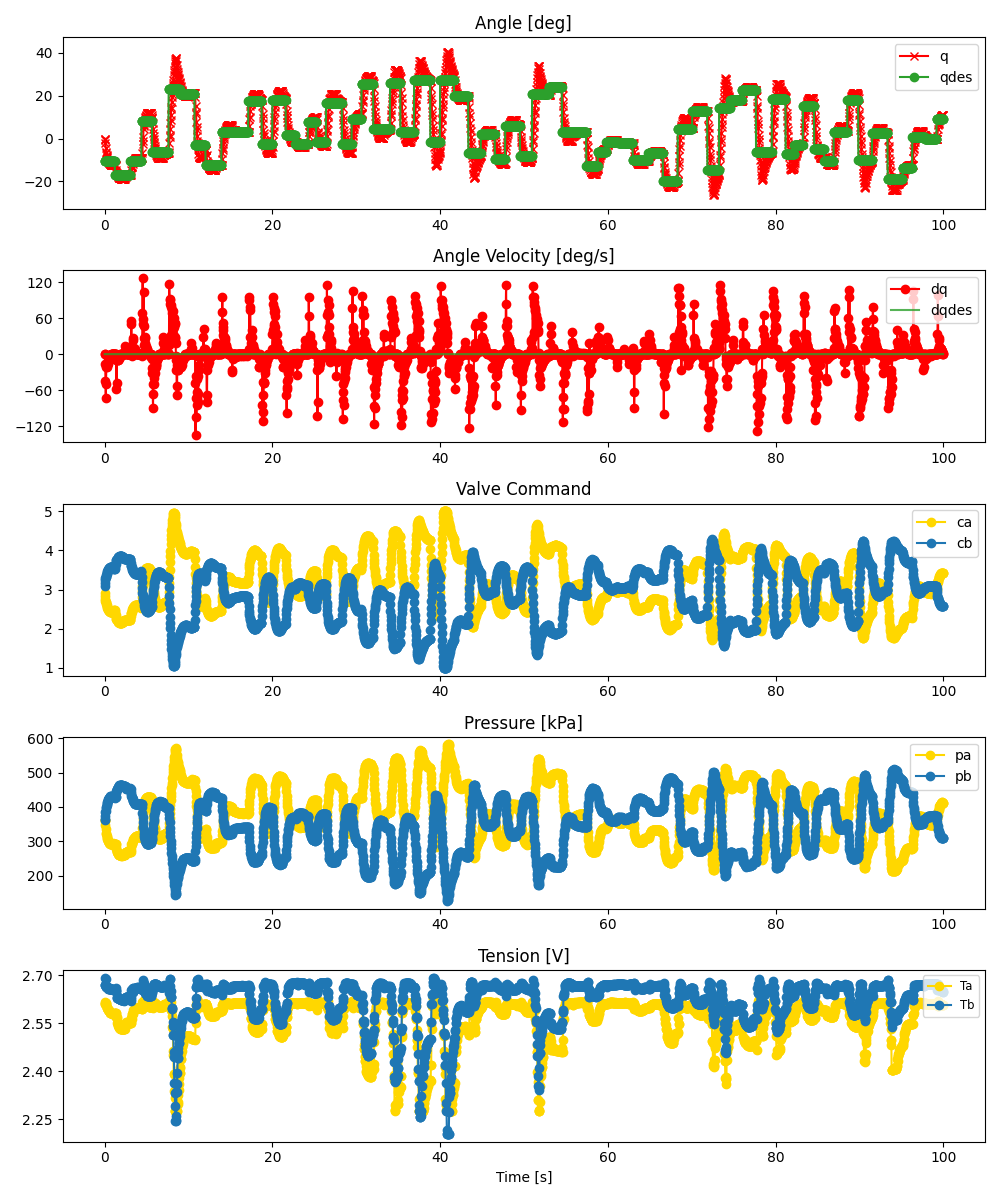 Angle [deg]
40
20
0
−20
q
qdes
0 20 40 60 80 100
Angle Velocity [deg/s]
120
60
0
−60
−120
dq
dqdes
0 20 40 60 80 100
Valve Command
5
4
3
2
1
ca
cb
0 20 40 60 80 100
Pressure [kPa]
600
500
400
300
200
pa
pb
0 20 40 60 80 100
Tension [V]
2.70
2.55
2.40
2.25
Ta
Tb
0 20 40 60 80 100
Time [s]